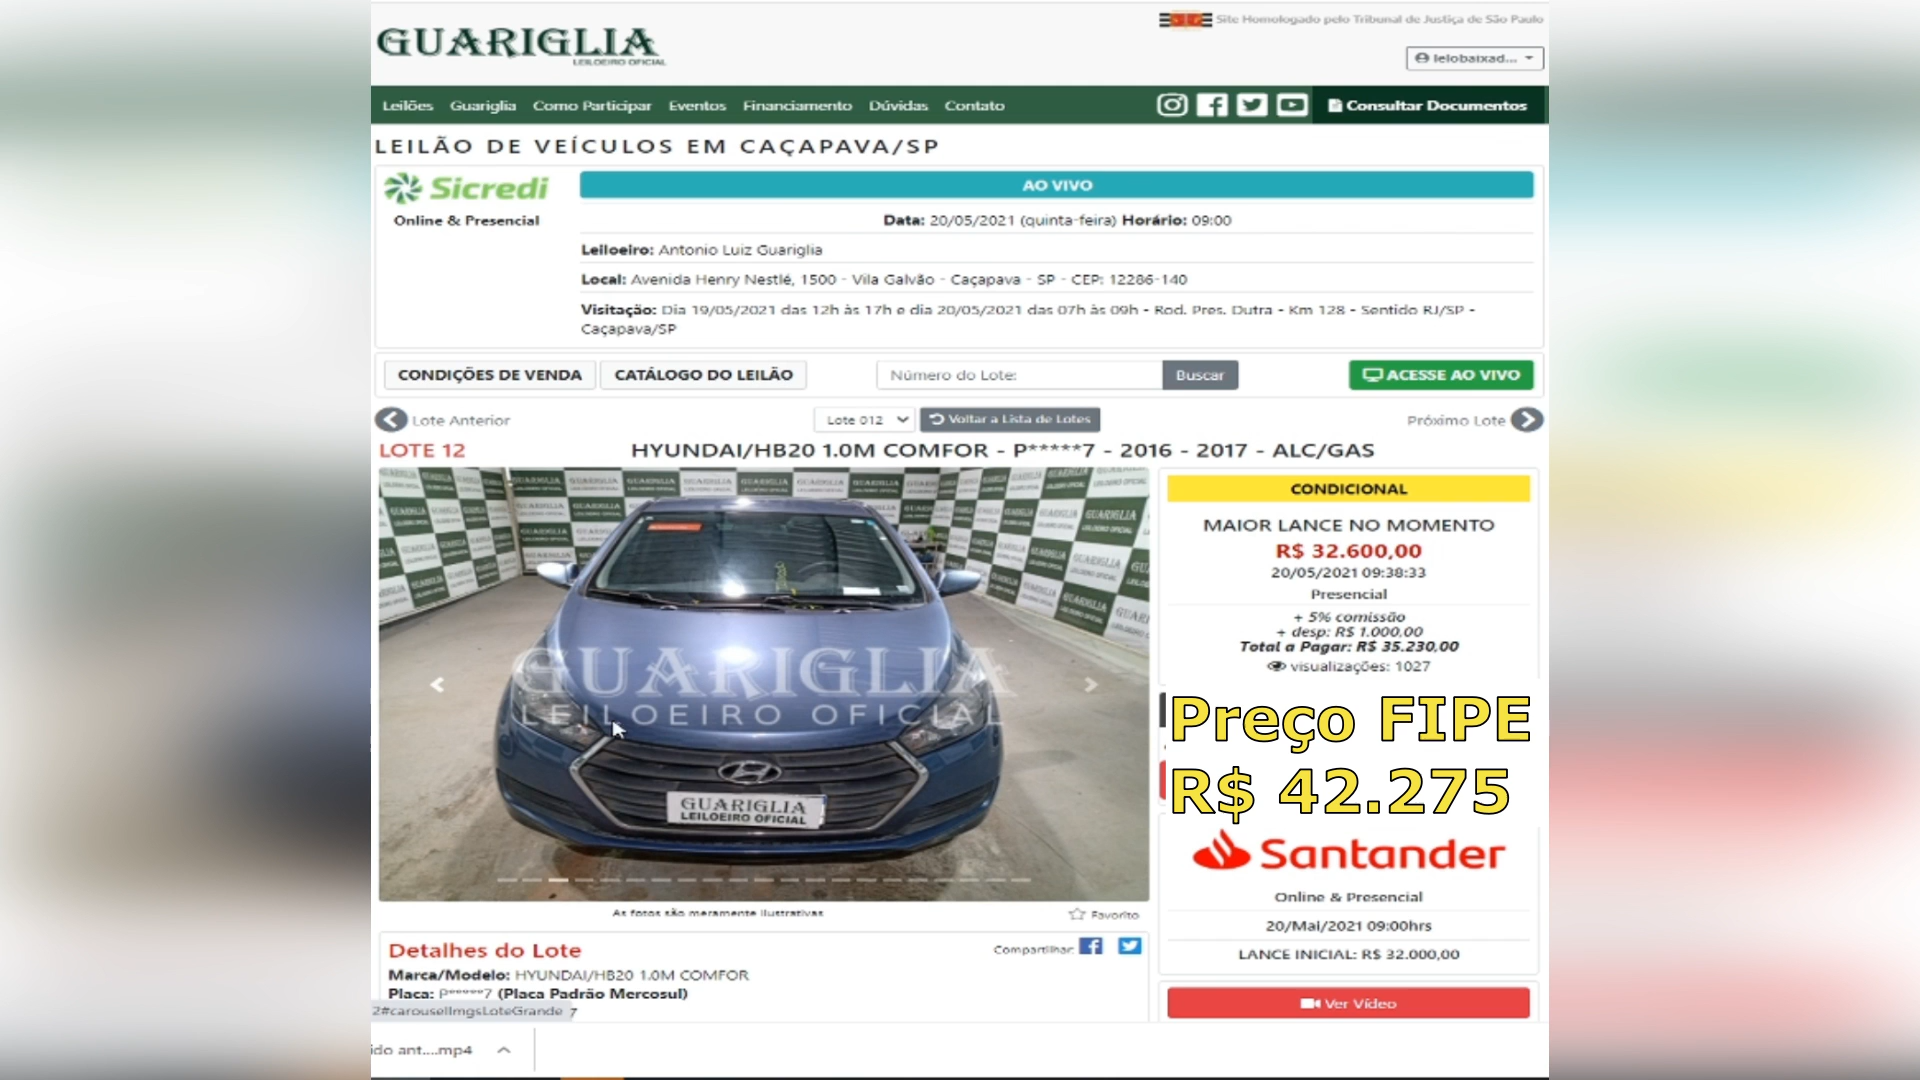 GUARIGLIA
LEILOEIRO OFICIAL
Site Homologado pelo Tribunal de Justiça de São Paulo
lelobaixad...
Leilões Guariglia Como Participar Eventos Financiamento Dúvidas Contato
Consultar Documentos
LEILÃO DE VEÍCULOS EM CAÇAPAVA/SP
Sicredi
Online & Presencial
AO VIVO
Data: 20/05/2021 (quinta-feira) Horário: 09:00
Leiloeiro: Antonio Luiz Guariglia
Local: Avenida Henry Nestlé, 1500 - Vila Galvão - Caçapava - SP - CEP: 12286-140
Visitação: Dia 19/05/2021 das 12h às 17h e dia 20/05/2021 das 07h às 09h - Rod. Pres. Dutra - Km 128 - Sentido RJ/SP -
Caçapava/SP
CONDIÇÕES DE VENDA
CATÁLOGO DO LEILÃO
Número do Lote:
Buscar
ACESSE AO VIVO
Lote Anterior
Lote 012
Voltar a Lista de Lotes
Próximo Lote
LOTE 12
HYUNDAI/HB20 1.0M COMFOR - P*****7 - 2016 - 2017 - ALC/GAS
GUARIGLIA
LEILOEIRO OFICIAL
GUARIGLIA
LEILOEIRO OFICIAL
As fotos são meramente ilustrativas
Favorito
CONDICIONAL
MAIOR LANCE NO MOMENTO
R$ 32.600,00
20/05/2021 09:38:33
Presencial
+ 5% comissão
+ desp: R$ 1.000,00
Total a Pagar: R$ 35.230,00
visualizações: 1027
Preço FIPE
R$ 42.275
Santander
Online & Presencial
20/Mai/2021 09:00hrs
LANCE INICIAL: R$ 32.000,00
Ver Vídeo
Detalhes do Lote
Compartilhar:
Marca/Modelo: HYUNDAI/HB20 1.0M COMFOR
Placa: P*****7 (Placa Padrão Mercosul)
2#carouselImgsLoteGrande 7
ido ant....mp4